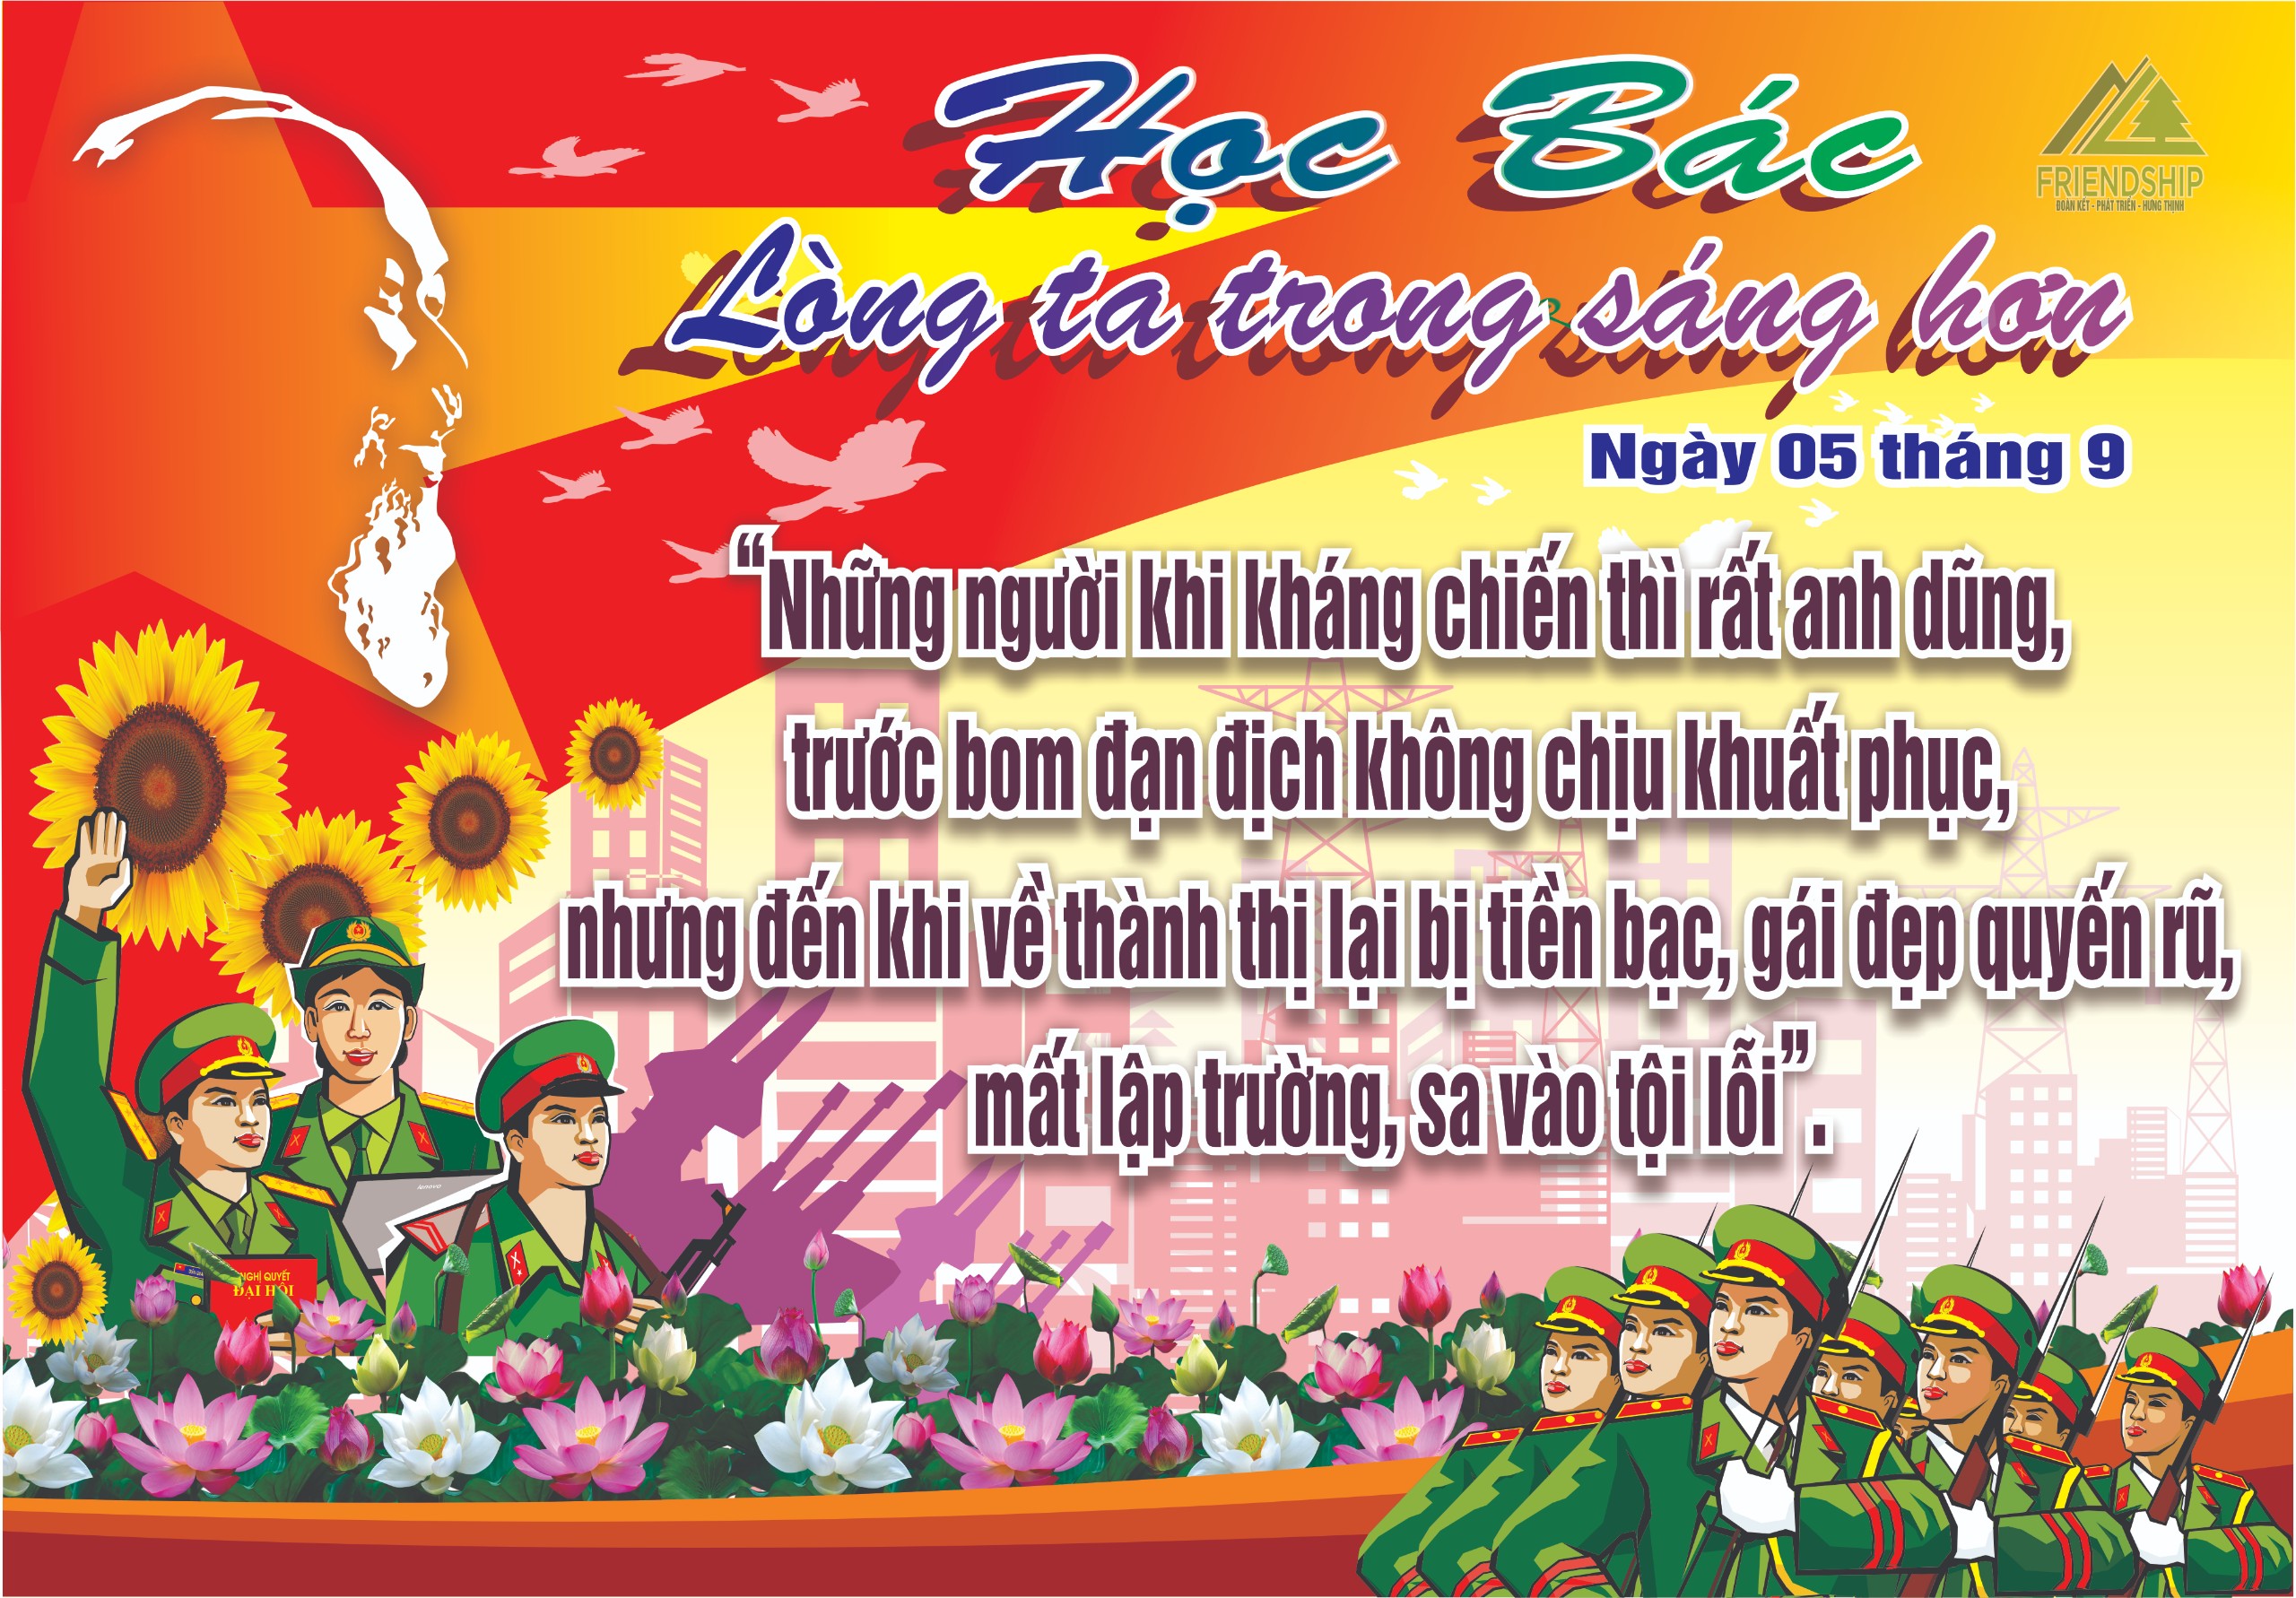 Học Bác
Lòng ta trong sáng hơn
FRIENDSHIP
ĐOÀN KẾT - PHÁT TRIỂN - HƯNG THỊNH
Ngày 05 tháng 9
“Những người khi kháng chiến thì rất anh dũng,
trước bom đạn địch không chịu khuất phục,
nhưng đến khi về thành thị lại bị tiền bạc, gái đẹp quyến rũ,
mất lập trường, sa vào tội lỗi”.
lenovo
NGHỊ QUYẾT
ĐẠI HỘI